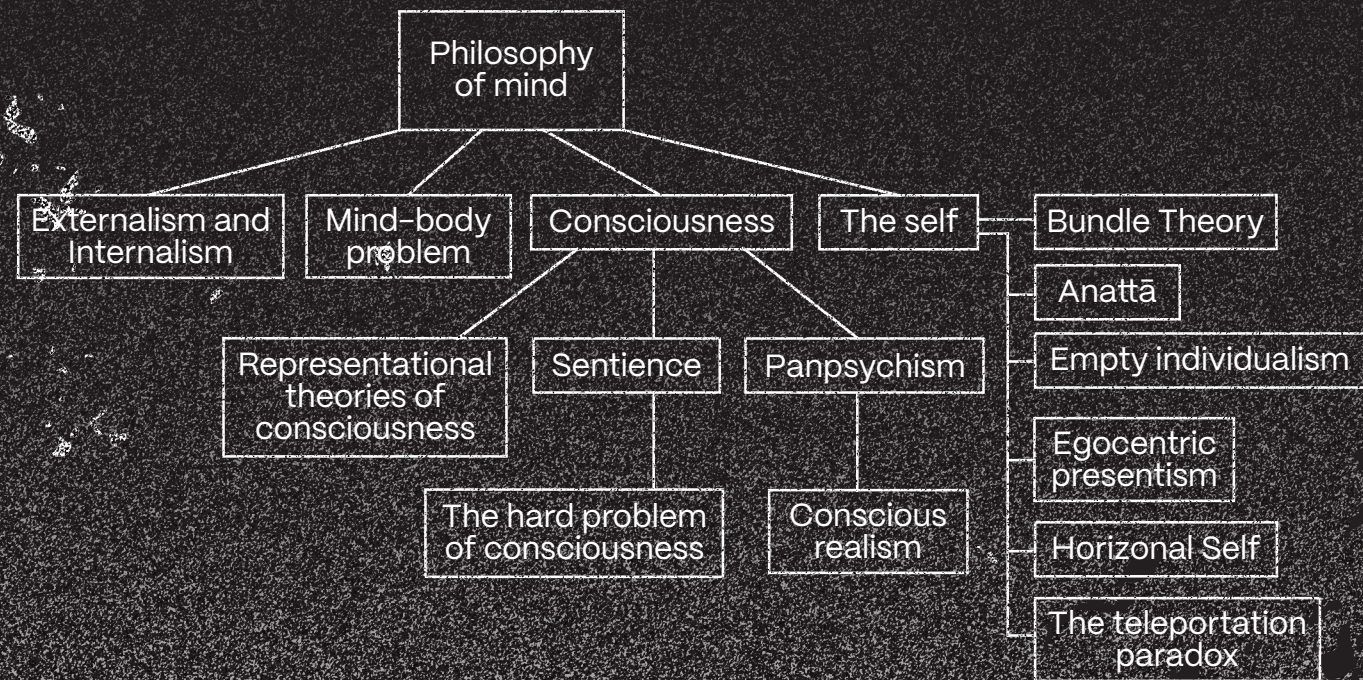 Philosophy
of mind
Externalism and
Internalism
Mind-body
problem
Consciousness
The self
Bundle Theory
Anattā
Empty individualism
Representational
theories of
consciousness
Sentience
Panpsychism
Egocentric
presentism
The hard problem
of consciousness
Conscious
realism
Horizonal Self
The teleportation
paradox